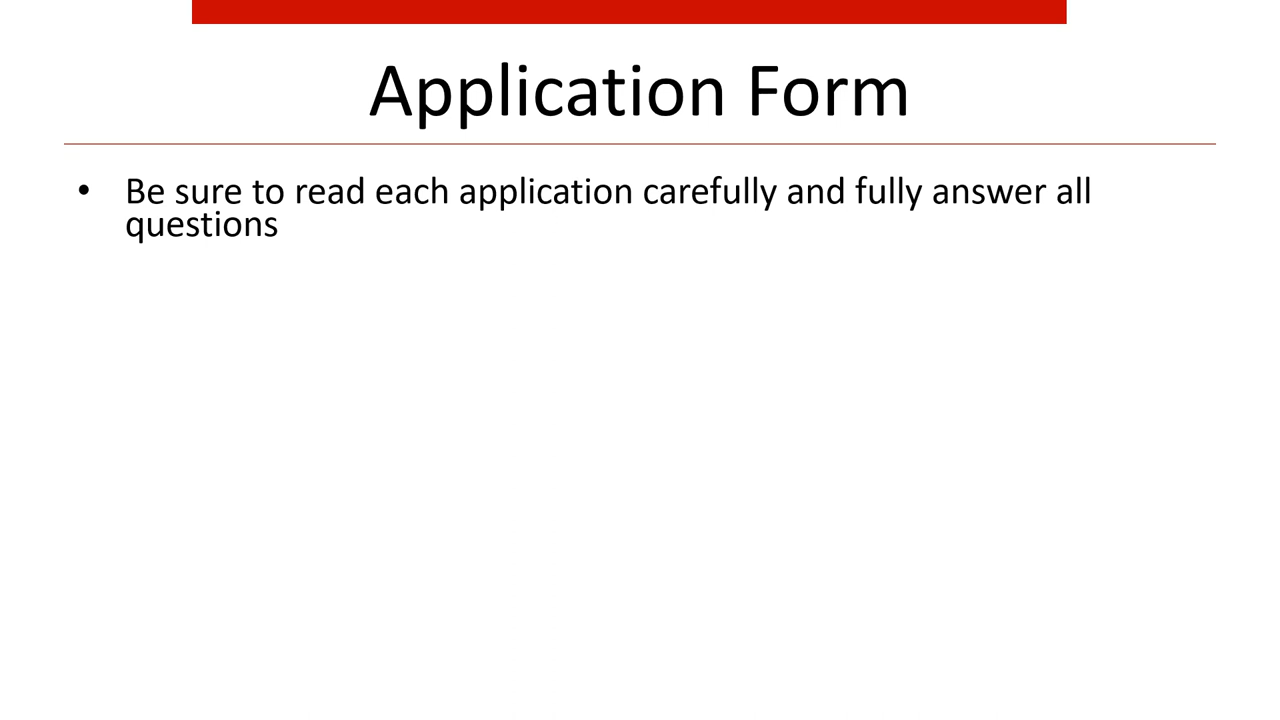 Application Form
• Be sure to read each application carefully and fully answer all
questions